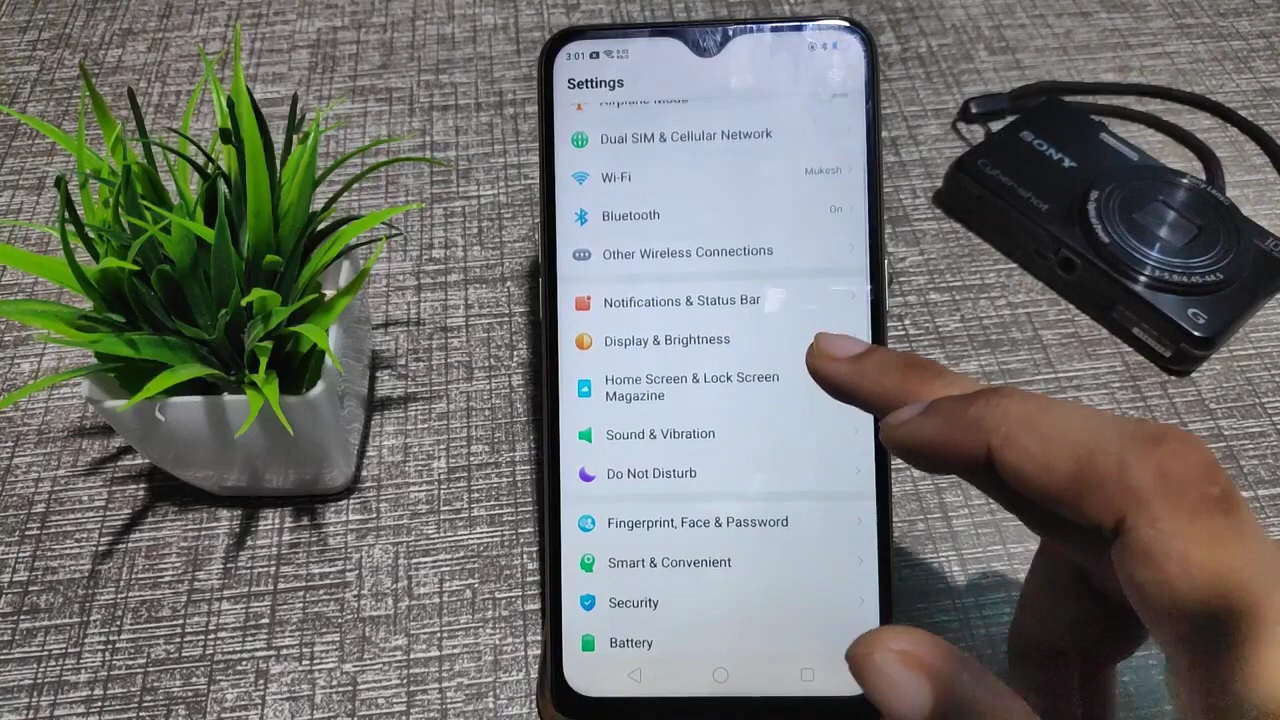 3:01
Settings
Airplane Mode
Dual SIM & Cellular Network
Wi-Fi
Mukesh
Bluetooth
On
Other Wireless Connections
Notifications & Status Bar
Display & Brightness
Home Screen & Lock Screen
Magazine
Sound & Vibration
Do Not Disturb
Fingerprint, Face & Password
Smart & Convenient
Security
Battery
SONY
Cyber-shot
G